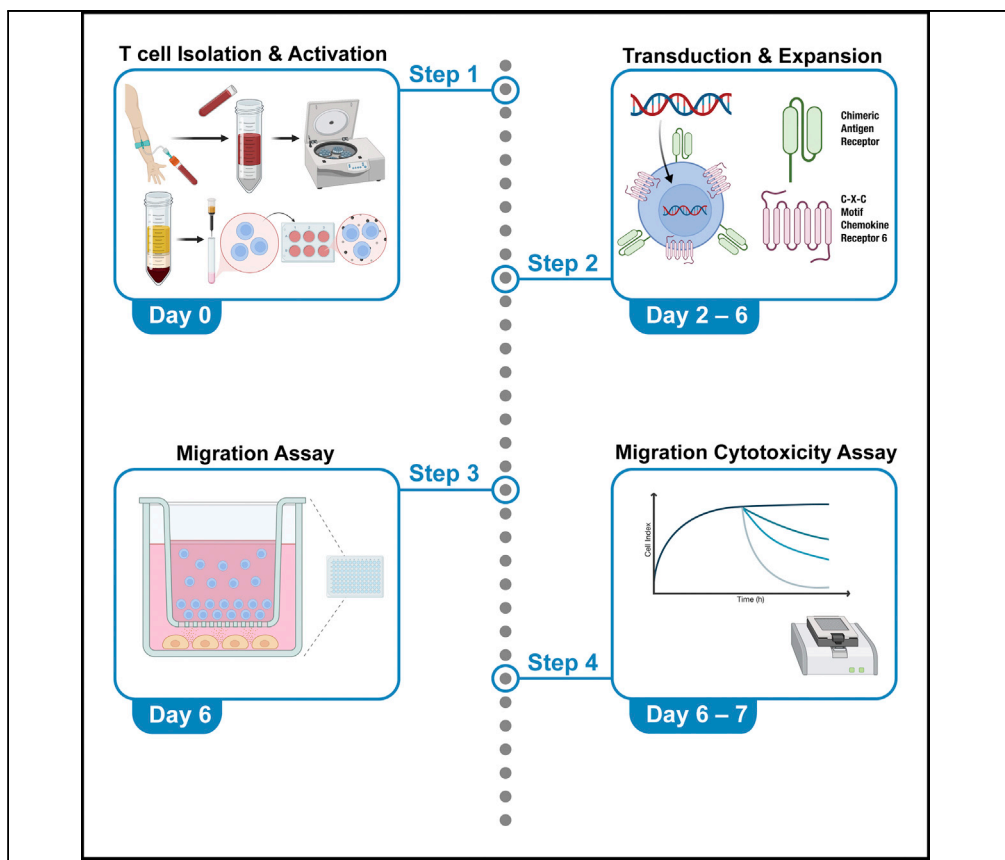 T cell Isolation & Activation
Step 1
Day 0
Transduction & Expansion
Chimeric
Antigen
Receptor
C-X-C
Motif
Chemokine
Receptor 6
Step 2
Day 2 – 6
Migration Assay
Step 3
Day 6
Migration Cytotoxicity Assay
Cell Index
Time (h)
Step 4
Day 6 – 7